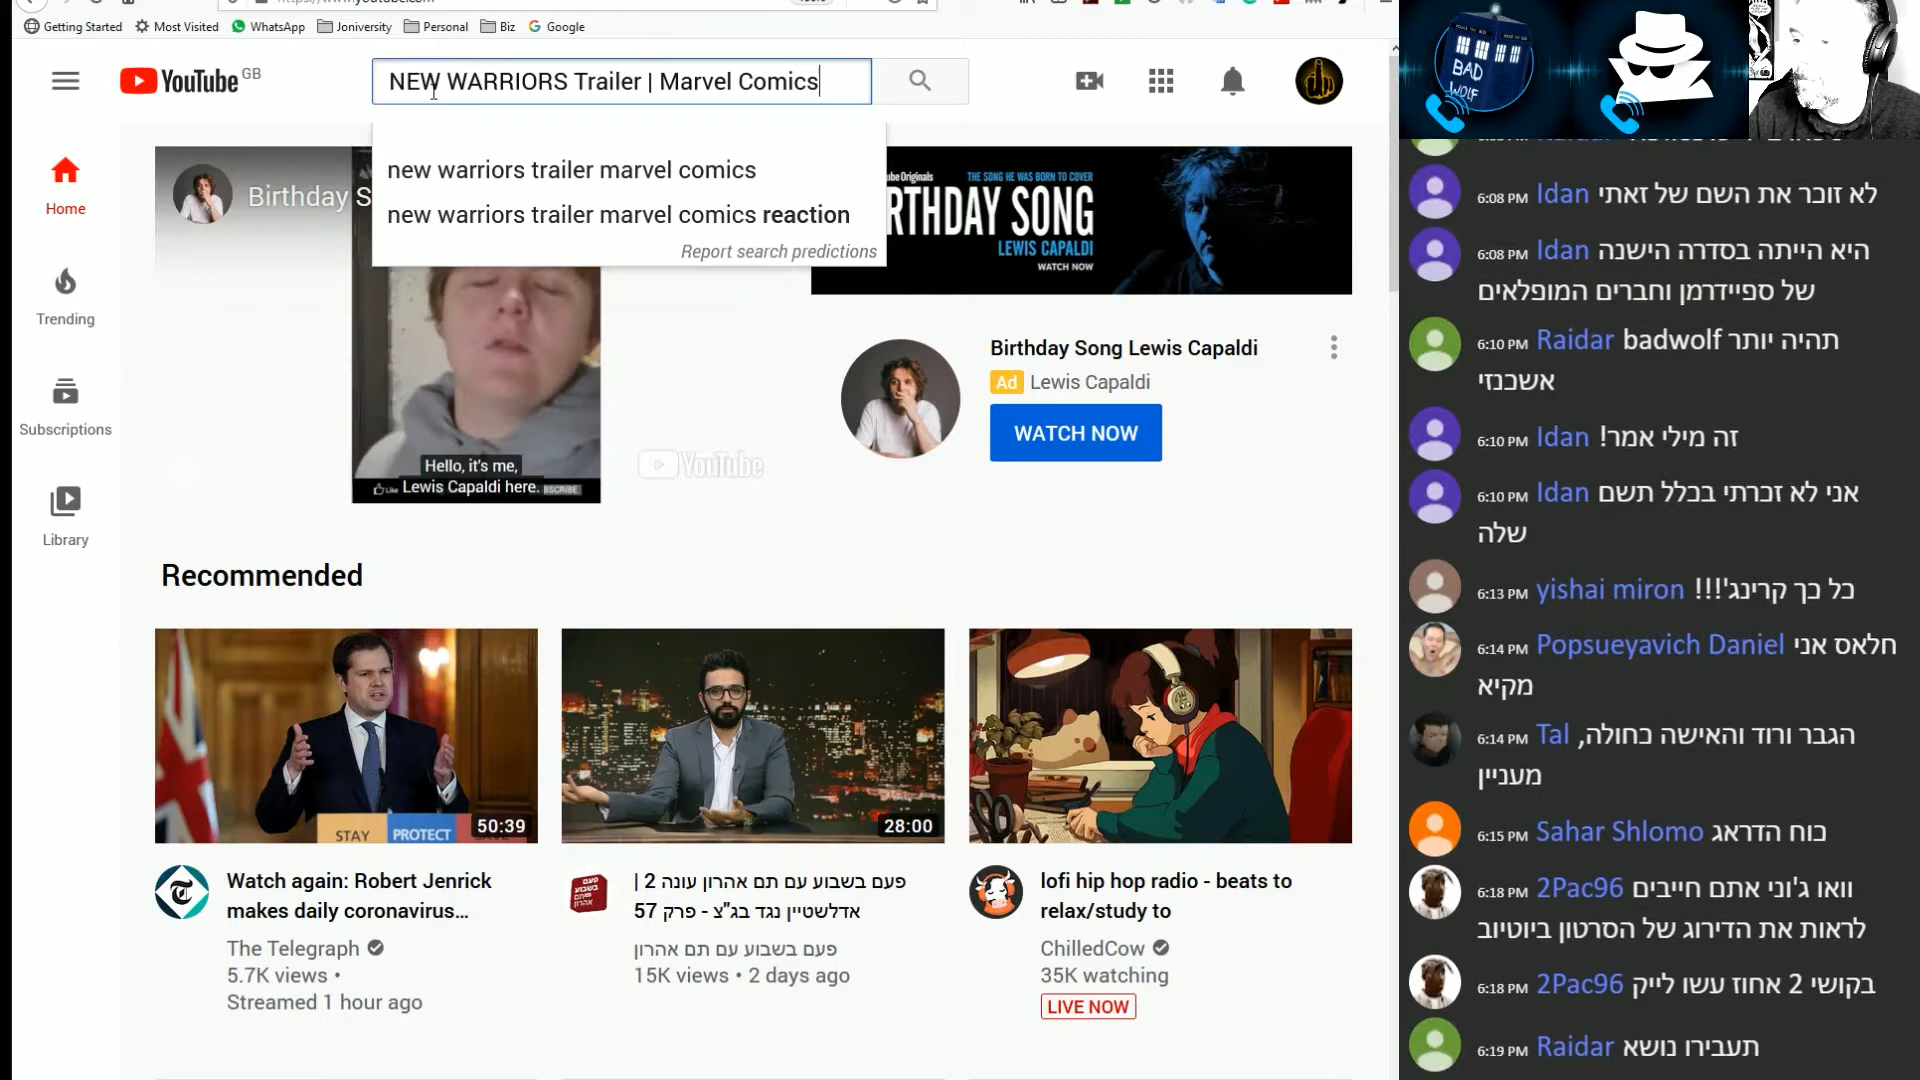 Getting Started
Most Visited
WhatsApp
Joniversity
Personal
Biz
Google
YouTube GB
NEW WARRIORS Trailer | Marvel Comics
new warriors trailer marvel comics
new warriors trailer marvel comics reaction
Report search predictions
Home
Trending
Subscriptions
Library
Birthday S
THE SONG HE WAS BORN TO COVER
RTHDAY SONG
LEWIS CAPALDI
WATCH NOW
Hello, it's me,
Lewis Capaldi here.
YouTube
Birthday Song Lewis Capaldi
Ad Lewis Capaldi
WATCH NOW
Recommended
STAY PROTECT
50:39
28:00
Watch again: Robert Jenrick
makes daily coronavirus...
The Telegraph
5.7K views •
Streamed 1 hour ago
פעם בשבוע
פעם בשבוע עם תם אהרון עונה 2 |
אדלשטיין נגד בג"צ - פרק 57
פעם בשבוע עם תם אהרון
15K views • 2 days ago
lofi hip hop radio - beats to
relax/study to
ChilledCow
35K watching
LIVE NOW
BAD
WOLF
6:08 PM Idan לא זוכר את השם של זאתי
6:08 PM Idan היא הייתה בסדרה הישנה
של ספיידרמן וחברים המופלאים
6:10 PM Raidar badwolf תהיה יותר
אשכנזי
6:10 PM Idan זה מילי אמר!
6:10 PM Idan אני לא זכרתי בכלל תשם
שלה
6:13 PM yishai miron כל כך קרינג'!!!
6:14 PM Popsueyavich Daniel חלאס אני
מקיא
6:14 PM Tal הגבר ורוד והאישה כחולה,
מעניין
6:15 PM Sahar Shlomo כוח הדראג
6:18 PM 2Pac96 וואו ג'וני אתם חייבים
לראות את הדירוג של הסרטון ביוטיוב
6:18 PM 2Pac96 בקושי 2 אחוז עשו לייק
6:19 PM Raidar תעבירו נושא